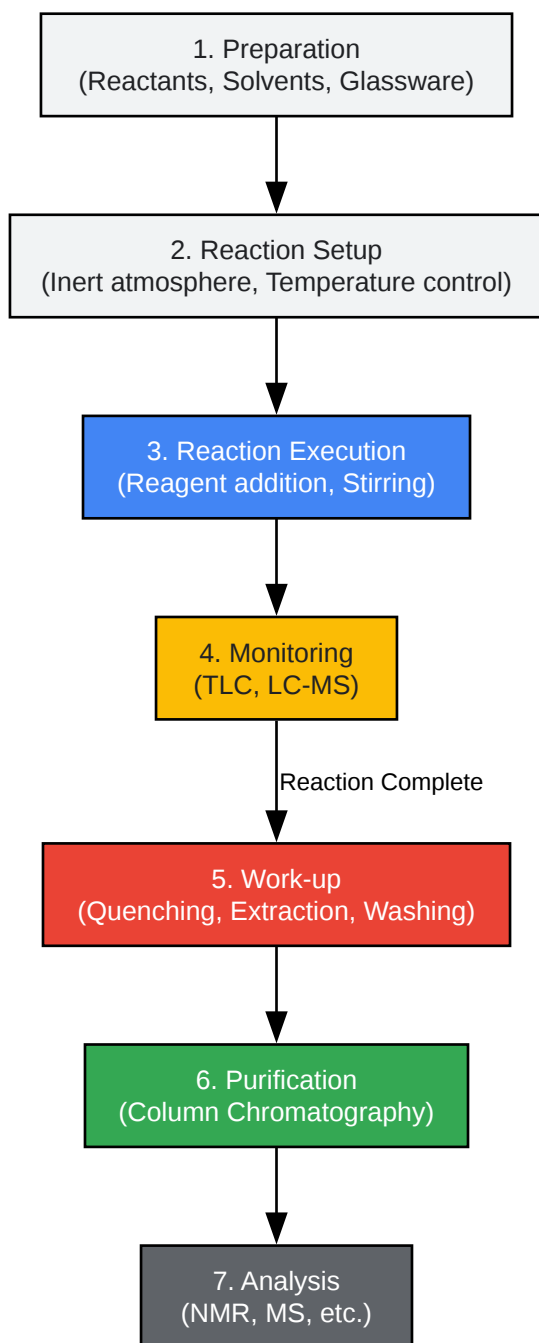 1. Preparation
(Reactants, Solvents, Glassware)
2. Reaction Setup
(Inert atmosphere, Temperature control)
3. Reaction Execution
(Reagent addition, Stirring)
4. Monitoring
(TLC, LC-MS)
Reaction Complete
5. Work-up
(Quenching, Extraction, Washing)
6. Purification
(Column Chromatography)
7. Analysis
(NMR, MS, etc.)